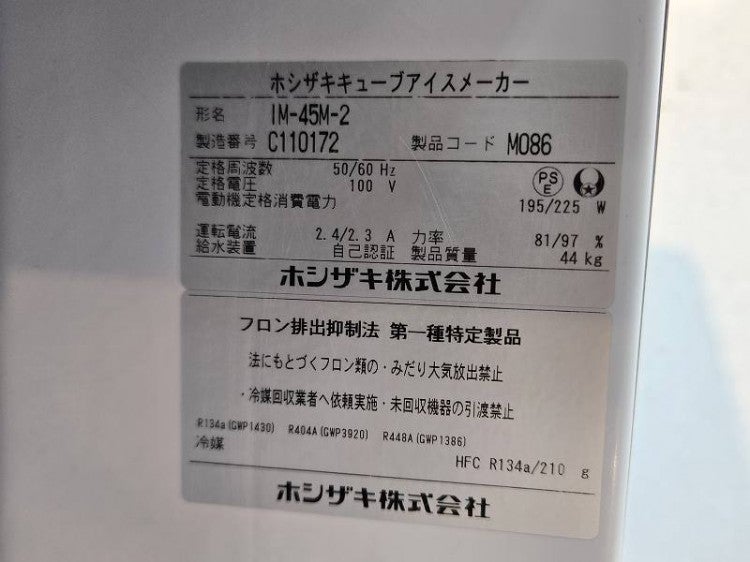 ホシザキキューブアイスメーカー
形名 IM-45M-2
製造番号 C110172 製品コード M086
定格周波数 50/60 Hz
定格電圧 100 V
電動機定格消費電力 195/225 W
PS
E
運転電流 2.4/2.3 A 力率 81/97 %
給水装置 自己認証 製品質量 44 kg
ホシザキ株式会社
フロン排出抑制法 第一種特定製品
法にもとづくフロン類の・みだり大気放出禁止
・冷媒回収業者へ依頼実施・未回収機器の引渡禁止
R134a(GWP1430) R404A(GWP3920) R448A(GWP1386)
冷媒 HFC R134a/210 g
ホシザキ株式会社